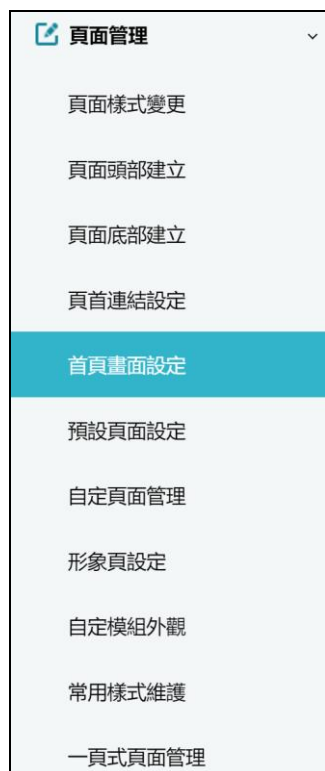 頁面管理
頁面樣式變更
頁面頭部建立
頁面底部建立
頁首連結設定
首頁畫面設定
預設頁面設定
自定頁面管理
形象頁設定
自定模組外觀
常用樣式維護
一頁式頁面管理